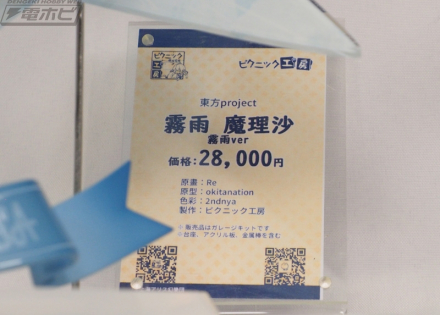 電ホビ
ピクニック
工房
ピクニック工房
東方project
霧雨 魔理沙
霧雨ver
価格：28,000円
原畫：Re
原型：okitanation
色彩：2ndnya
製作：ピクニック工房
※販売品はガレージキットです
※台座、アクリル板、金属棒を含む